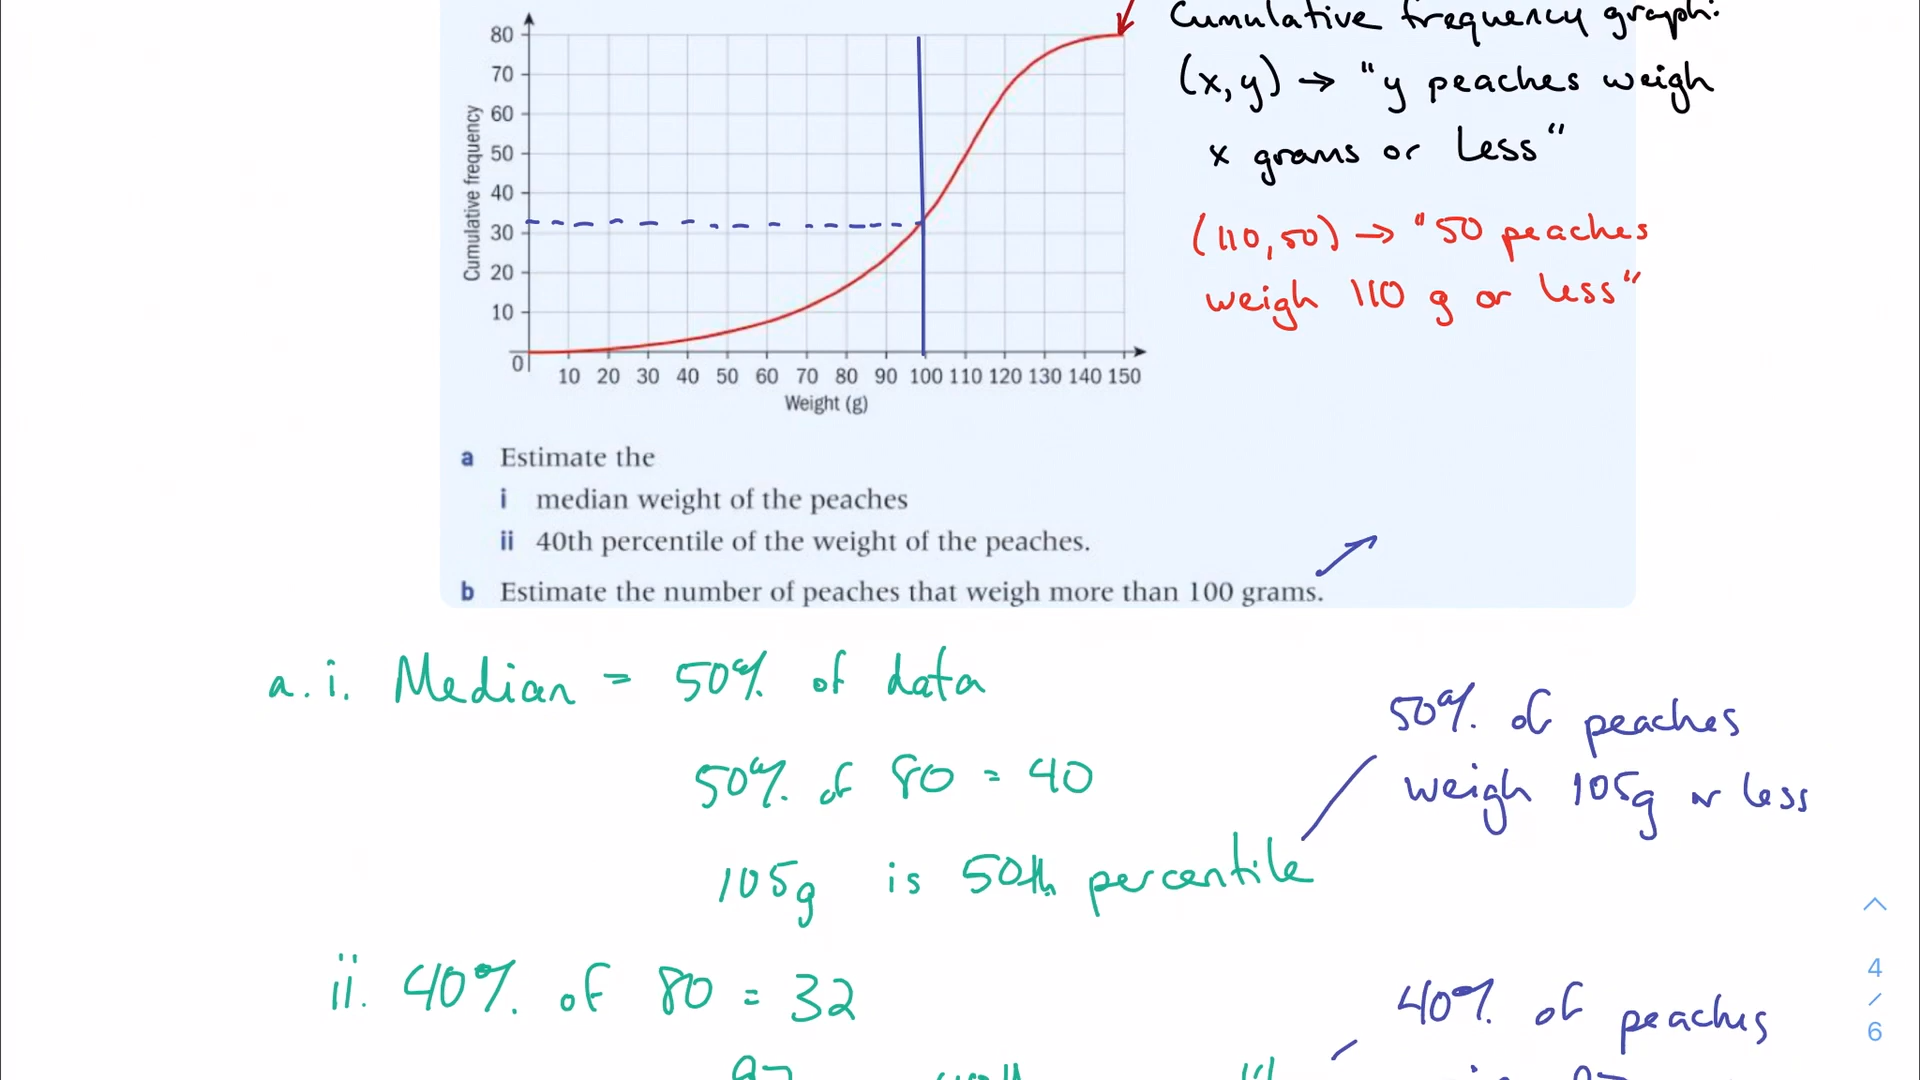 Cumulative frequency graph:
(x,y) → "y peaches weigh
x grams or less"
(110,50) → "50 peaches
weigh 110 g or less"
80
70
60
50
40
30
20
10
0
Cumulative frequency
10 20 30 40 50 60 70 80 90 100 110 120 130 140 150
Weight (g)
a Estimate the
i median weight of the peaches
ii 40th percentile of the weight of the peaches.
b Estimate the number of peaches that weigh more than 100 grams.
a.i. Median = 50% of data
50% of 80 = 40
105g is 50th percentile
50% of peaches
weigh 105g or less
ii. 40% of 80 = 32
40% of peaches
4
/
6